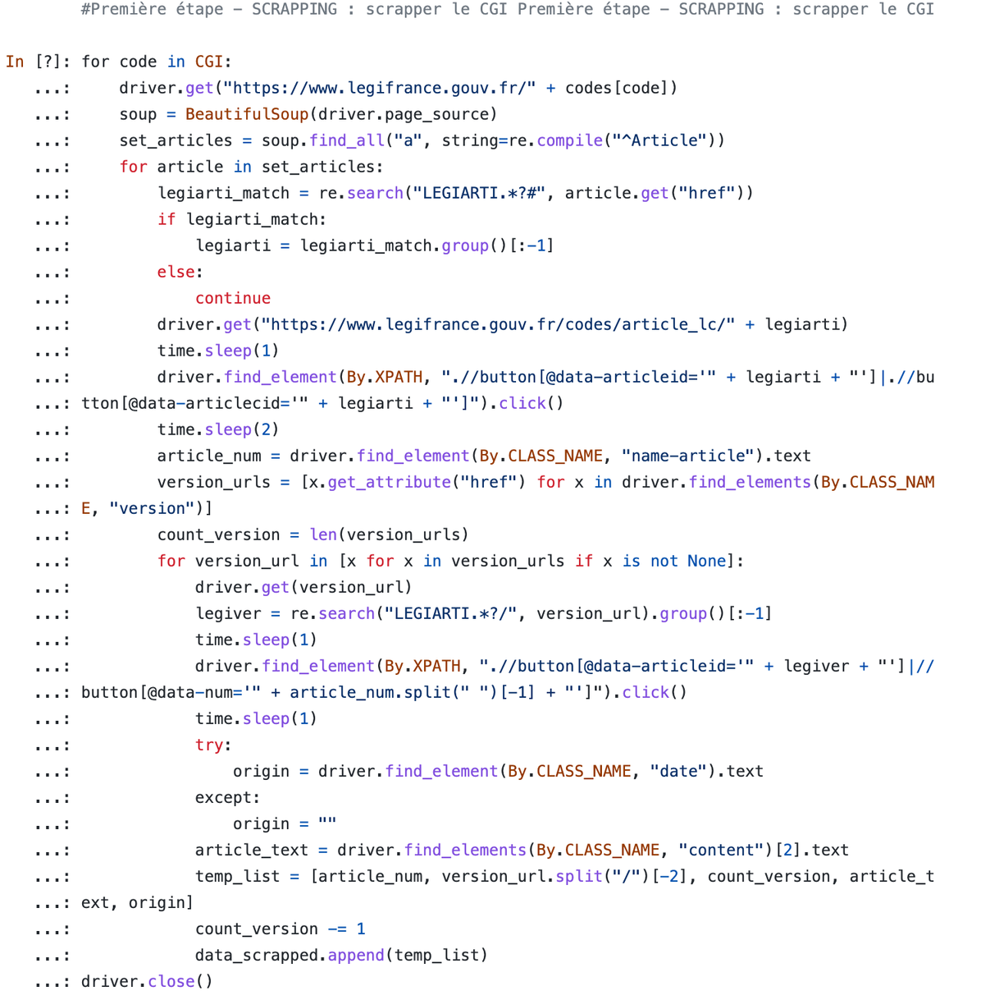 #Première étape – SCRAPPING : scrapper le CGI Première étape – SCRAPPING : scrapper le CGI
In [?]: for code in CGI:
   ...:     driver.get("https://www.legifrance.gouv.fr/" + codes[code])
   ...:     soup = BeautifulSoup(driver.page_source)
   ...:     set_articles = soup.find_all("a", string=re.compile("^Article"))
   ...:     for article in set_articles:
   ...:         legiarti_match = re.search("LEGIARTI.*?#", article.get("href"))
   ...:         if legiarti_match:
   ...:             legiarti = legiarti_match.group()[:-1]
   ...:         else:
   ...:             continue
   ...:         driver.get("https://www.legifrance.gouv.fr/codes/article_lc/" + legiarti)
   ...:         time.sleep(1)
   ...:         driver.find_element(By.XPATH, ".//button[@data-articleid='" + legiarti + "']|.//bu
   ...: tton[@data-articlecid='" + legiarti + "']").click()
   ...:         time.sleep(2)
   ...:         article_num = driver.find_element(By.CLASS_NAME, "name-article").text
   ...:         version_urls = [x.get_attribute("href") for x in driver.find_elements(By.CLASS_NAM
   ...: E, "version")]
   ...:         count_version = len(version_urls)
   ...:         for version_url in [x for x in version_urls if x is not None]:
   ...:             driver.get(version_url)
   ...:             legiver = re.search("LEGIARTI.*?/", version_url).group()[:-1]
   ...:             time.sleep(1)
   ...:             driver.find_element(By.XPATH, ".//button[@data-articleid='" + legiver + "']|//
   ...: button[@data-num='" + article_num.split(" ")[-1] + "']").click()
   ...:             time.sleep(1)
   ...:             try:
   ...:                 origin = driver.find_element(By.CLASS_NAME, "date").text
   ...:             except:
   ...:                 origin = ""
   ...:             article_text = driver.find_elements(By.CLASS_NAME, "content")[2].text
   ...:             temp_list = [article_num, version_url.split("/")[-2], count_version, article_t
   ...: ext, origin]
   ...:             count_version -= 1
   ...:             data_scrapped.append(temp_list)
   ...: driver.close()